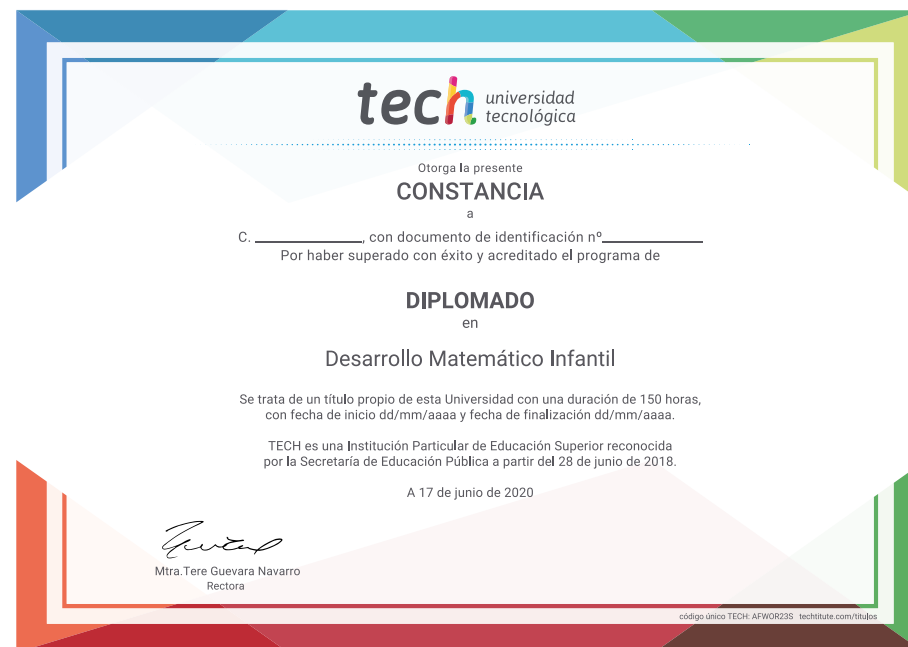 tech universidad
tecnológica
Otorga la presente
CONSTANCIA
a
C. ____________, con documento de identificación nº____________
Por haber superado con éxito y acreditado el programa de
DIPLOMADO
en
Desarrollo Matemático Infantil
Se trata de un título propio de esta Universidad con una duración de 150 horas,
con fecha de inicio dd/mm/aaaa y fecha de finalización dd/mm/aaaa.
TECH es una Institución Particular de Educación Superior reconocida
por la Secretaría de Educación Pública a partir del 28 de junio de 2018.
A 17 de junio de 2020
Mtra.Tere Guevara Navarro
Rectora
código único TECH: AFWOR23S techtitute.com/titulos